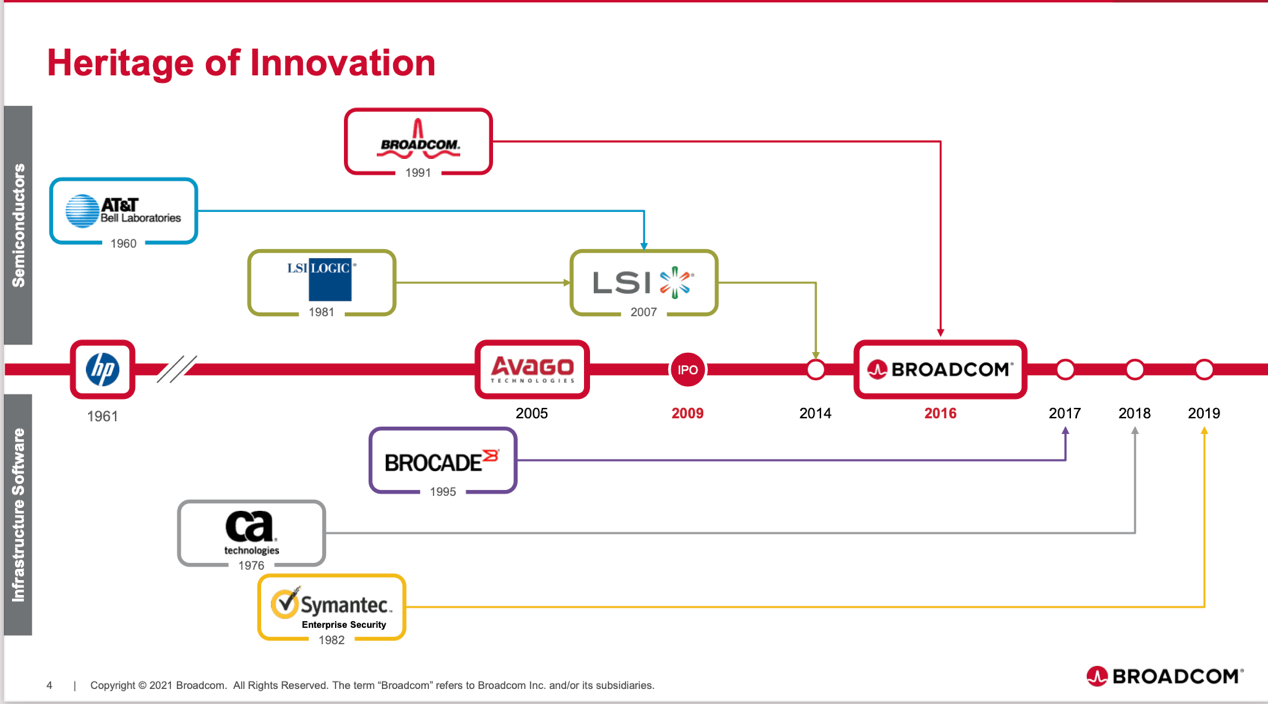 Heritage of Innovation
Semiconductors
BROADCOM.
1991
AT&T
Bell Laboratories
1960
LSI LOGIC®
1981
LSI
2007
hp
1961
AVAGO
TECHNOLOGIES
2005
IPO
2009
2014
BROADCOM®
2016
2017
2018
2019
Infrastructure Software
BROCADE
1995
ca
technologies
1976
Symantec™
Enterprise Security
1982
4 | Copyright © 2021 Broadcom. All Rights Reserved. The term “Broadcom” refers to Broadcom Inc. and/or its subsidiaries.
BROADCOM®